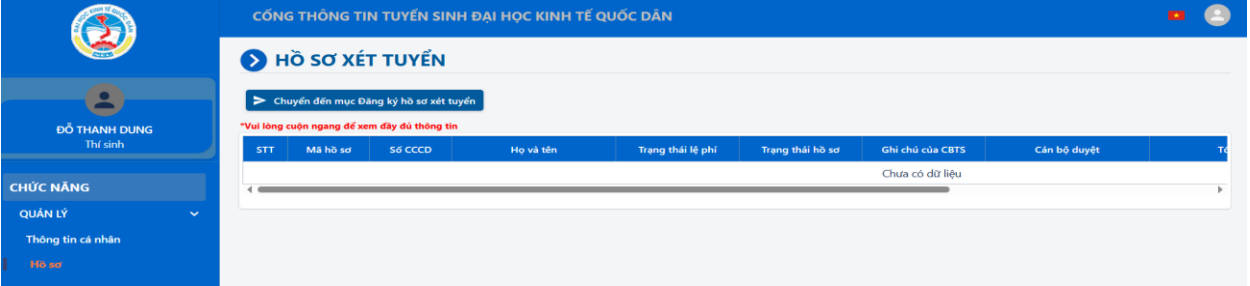 CỔNG THÔNG TIN TUYỂN SINH ĐẠI HỌC KINH TẾ QUỐC DÂN
HỒ SƠ XÉT TUYỂN
Chuyển đến mục Đăng ký hồ sơ xét tuyển
*Vui lòng cuộn ngang để xem đầy đủ thông tin
STT Mã hồ sơ Số CCCD Họ và tên Trạng thái lệ phí Trạng thái hồ sơ Ghi chú của CBTS Cán bộ duyệt
Chưa có dữ liệu
ĐỖ THANH DUNG
Thí sinh
CHỨC NĂNG
QUẢN LÝ
Thông tin cá nhân
Hồ sơ